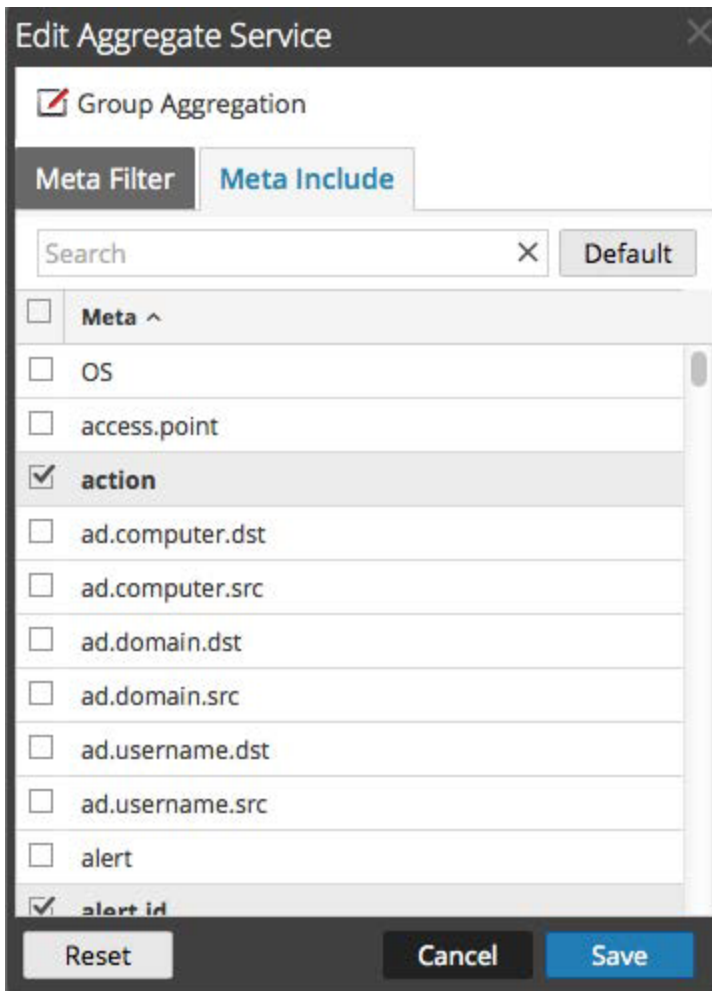 Edit Aggregate Service
Group Aggregation
Meta Filter Meta Include
Search Default
Meta
OS
access.point
action
ad.computer.dst
ad.computer.src
ad.domain.dst
ad.domain.src
ad.username.dst
ad.username.src
alert
alert.id
Reset Cancel Save